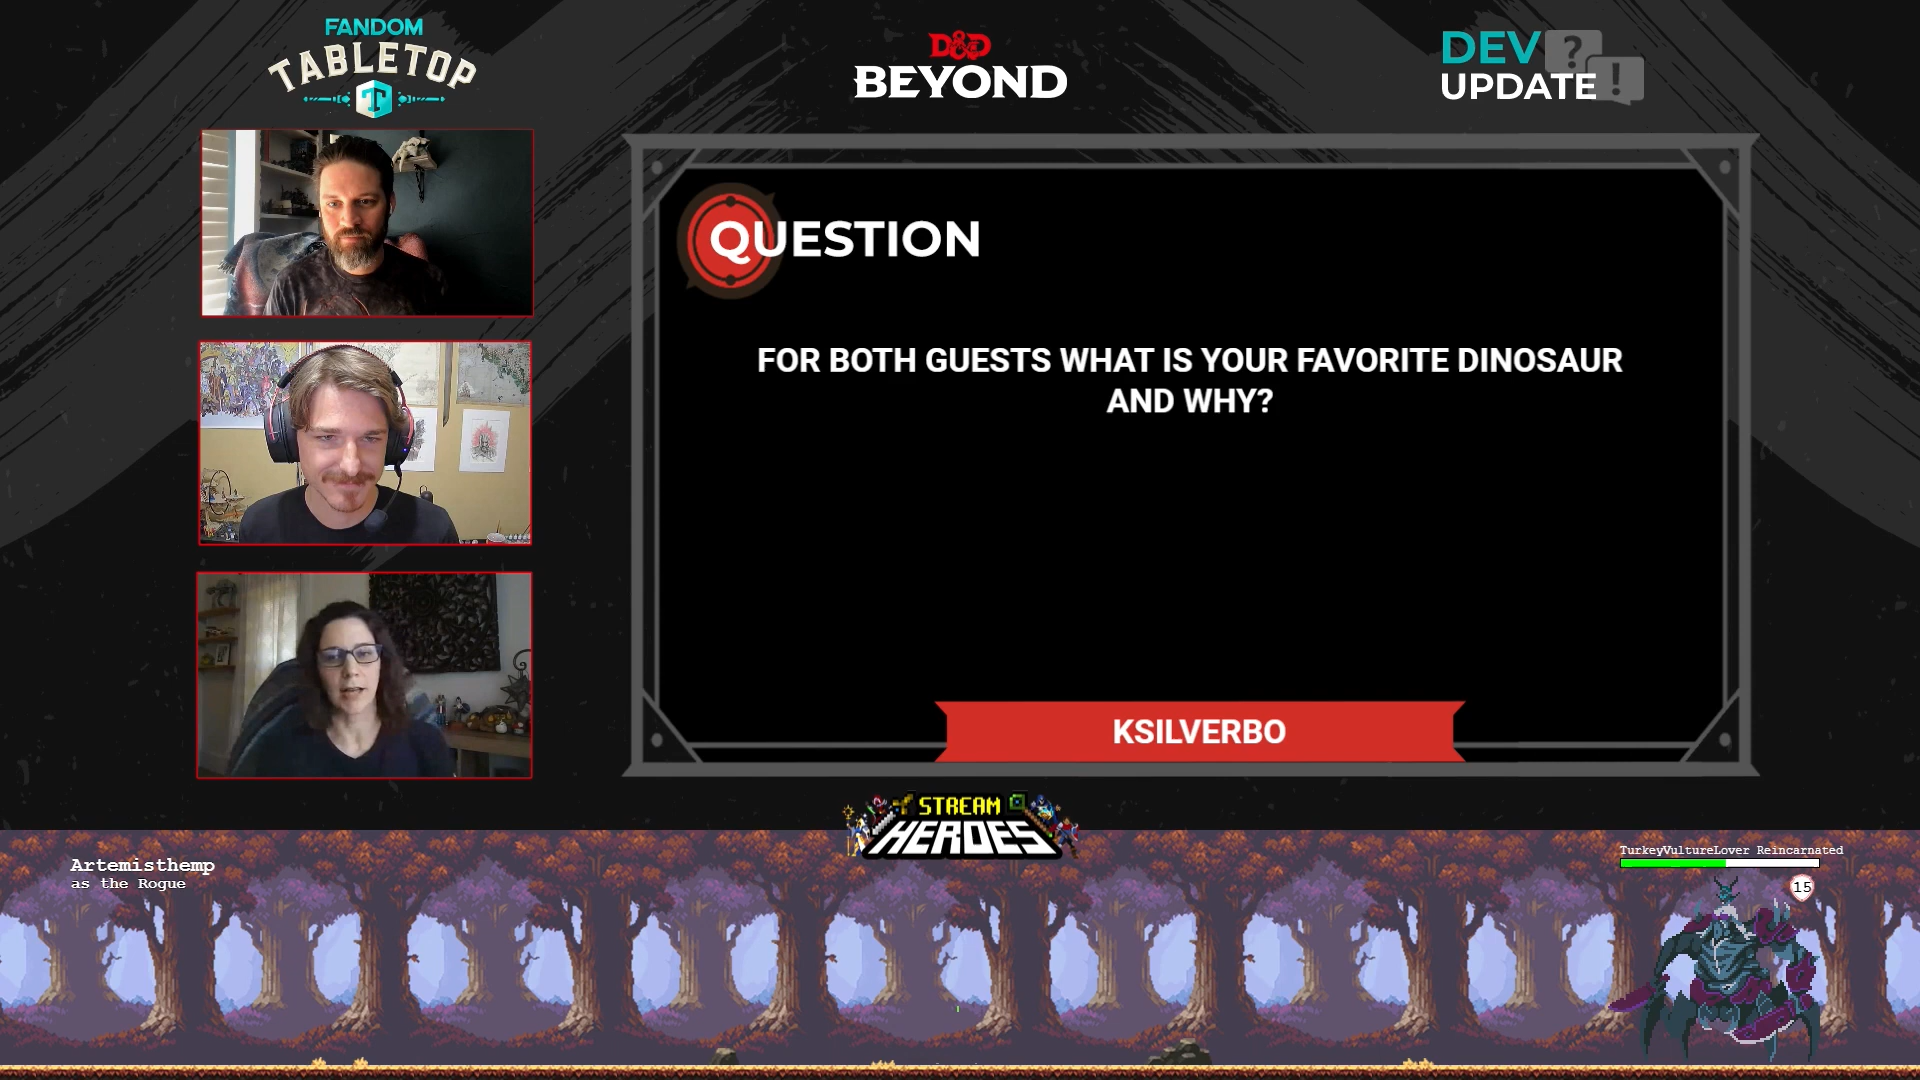 FANDOM
TABLETOP
T
D&D
BEYOND
DEV ?
UPDATE !
QUESTION
FOR BOTH GUESTS WHAT IS YOUR FAVORITE DINOSAUR
AND WHY?
KSILVERBO
STREAM
HEROES
Artemisthemp
as the Rogue
TurkeyVultureLover Reincarnated
15